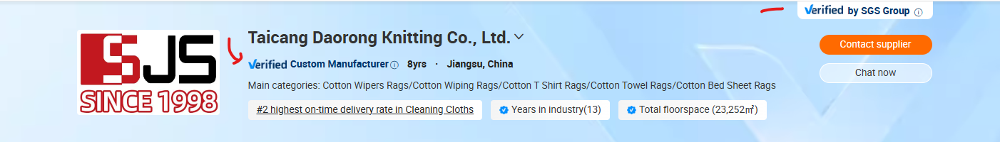 Verified by SGS Group
SJS
SINCE 1998
Taicang Daorong Knitting Co., Ltd.
Verified Custom Manufacturer 8yrs · Jiangsu, China
Main categories: Cotton Wipers Rags/Cotton Wiping Rags/Cotton T Shirt Rags/Cotton Towel Rags/Cotton Bed Sheet Rags
#2 highest on-time delivery rate in Cleaning Cloths
Years in industry(13)
Total floorspace (23,252㎡)
Contact supplier
Chat now